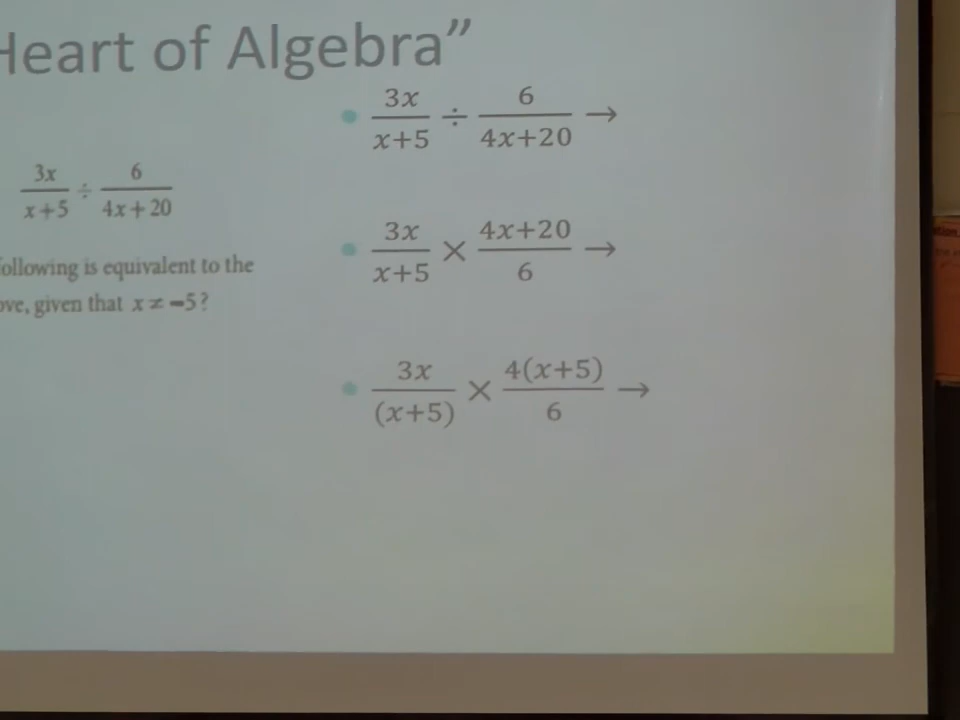 Heart of Algebra”
• 3x/(x+5) ÷ 6/(4x+20) →
3x/(x+5) ÷ 6/(4x+20)
• 3x/(x+5) × (4x+20)/6 →
following is equivalent to the
ove, given that x ≠ −5?
• 3x/(x+5) × 4(x+5)/6 →